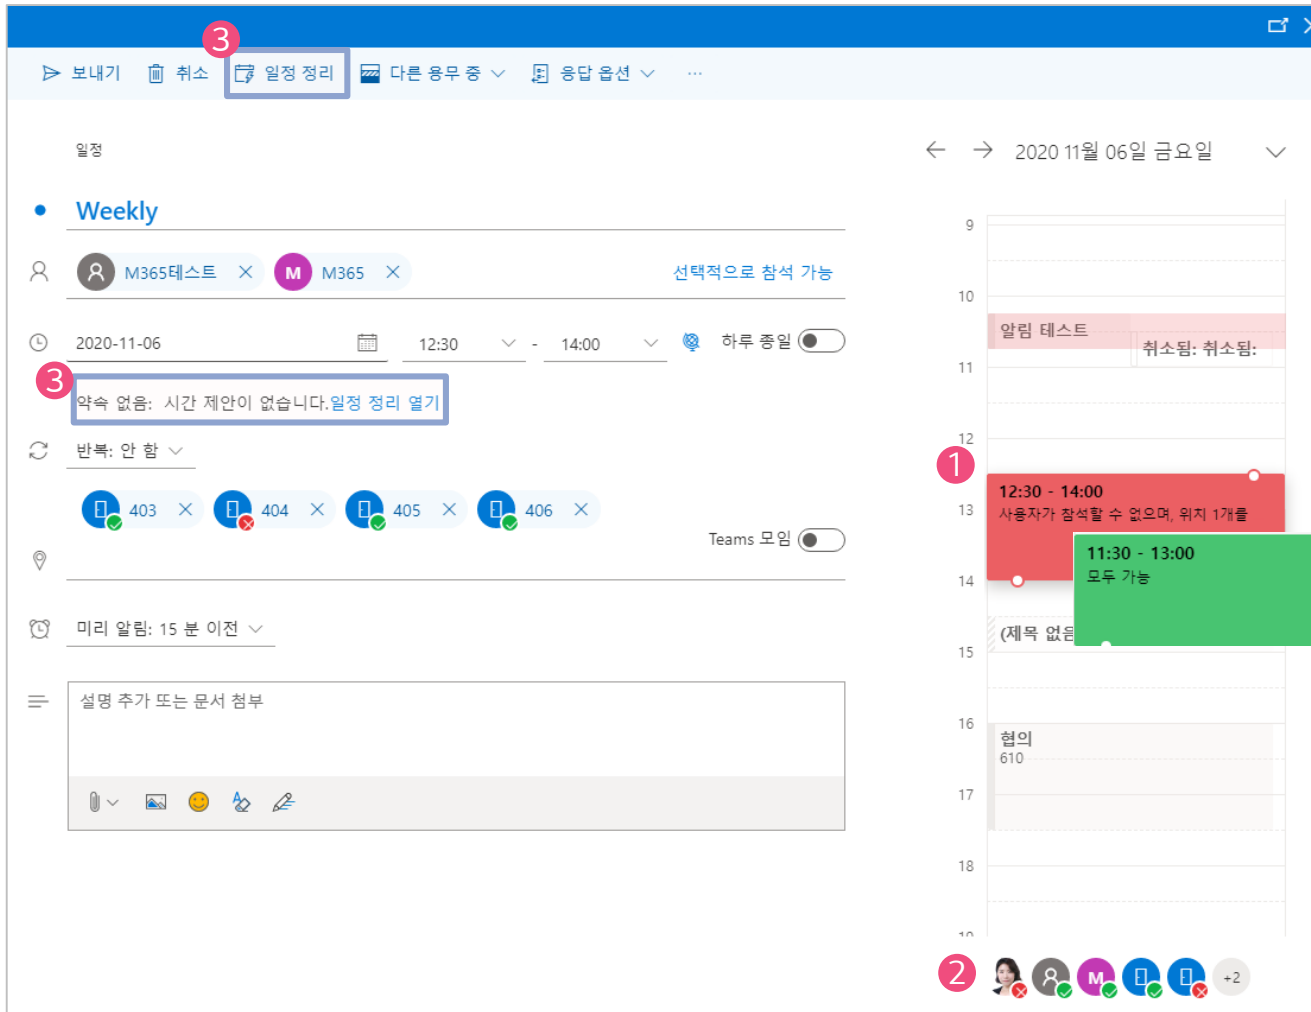 3
보내기 취소 일정 정리 다른 용무 중 응답 옵션 ...
일정
2020 11월 06일 금요일
Weekly
M365테스트 M M365 선택적으로 참석 가능
2020-11-06 12:30 - 14:00 하루 종일
3
약속 없음: 시간 제안이 없습니다.일정 정리 열기
반복: 안 함
403 404 405 406
Teams 모임
미리 알림: 15 분 이전
설명 추가 또는 문서 첨부
9
10
알림 테스트
취소됨: 취소됨:
11
12
1
12:30 - 14:00
13
사용자가 참석할 수 없으며, 위치 1개를
11:30 - 13:00
모두 가능
14
(제목 없음
15
16
협의
610
17
18
19
2
M +2